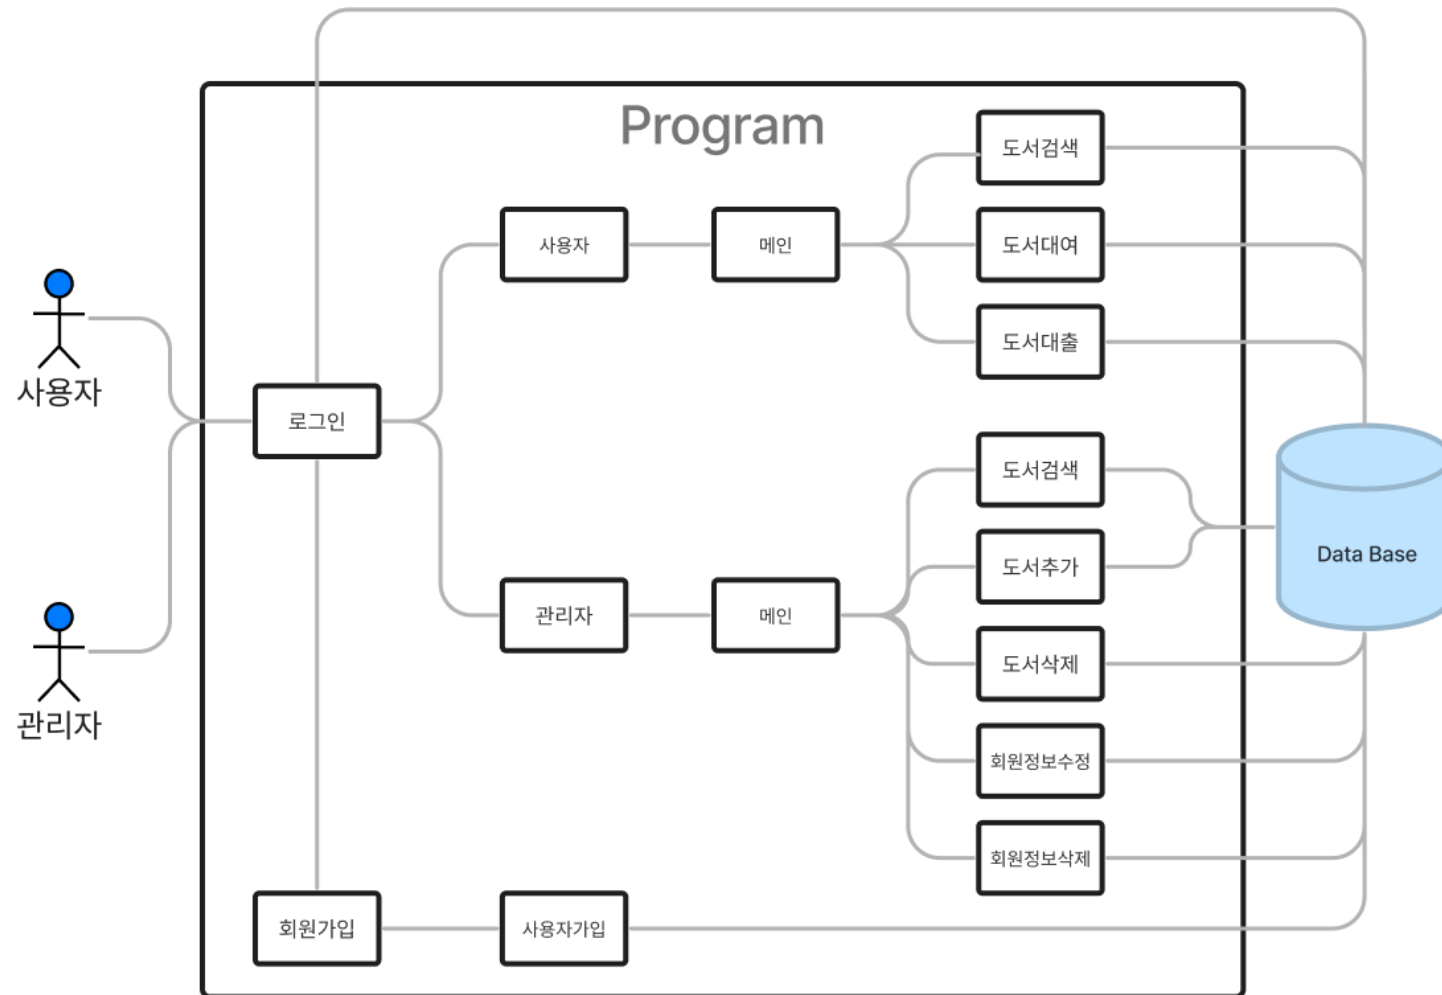 Program
도서검색
사용자
메인
도서대여
도서대출
사용자
로그인
도서검색
도서추가
Data Base
관리자
메인
도서삭제
관리자
회원정보수정
회원정보삭제
회원가입
사용자가입